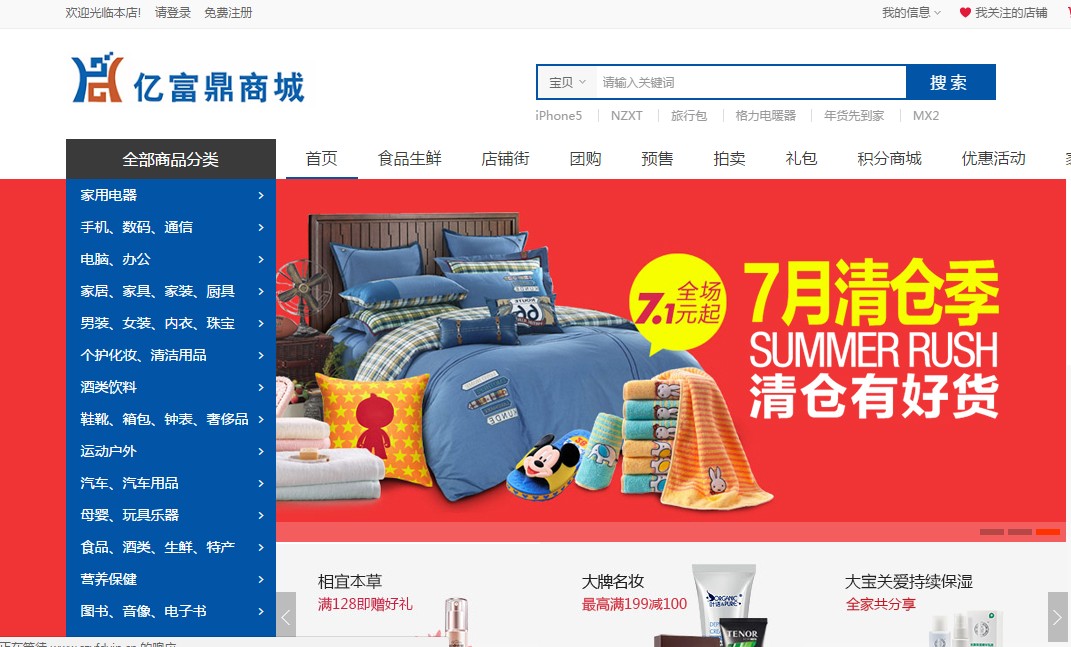 欢迎光临本店! 请登录 免费注册
我的信息 我关注的店铺
亿富鼎商城
宝贝 请输入关键词 搜索
iPhone5 NZXT 旅行包 格力电暖器 年货先到家 MX2
全部商品分类 首页 食品生鲜 店铺街 团购 预售 拍卖 礼包 积分商城 优惠活动
家用电器
手机、数码、通信
电脑、办公
家居、家具、家装、厨具
男装、女装、内衣、珠宝
个护化妆、清洁用品
酒类饮料
鞋靴、箱包、钟表、奢侈品
运动户外
汽车、汽车用品
母婴、玩具乐器
食品、酒类、生鲜、特产
营养保健
图书、音像、电子书
7.1全场元起
7月清仓季
SUMMER RUSH
清仓有好货
相宜本草
满128即赠好礼
大牌名妆
最高满199减100
ORGANIC
TENOR
大宝关爱持续保湿
全家共分享